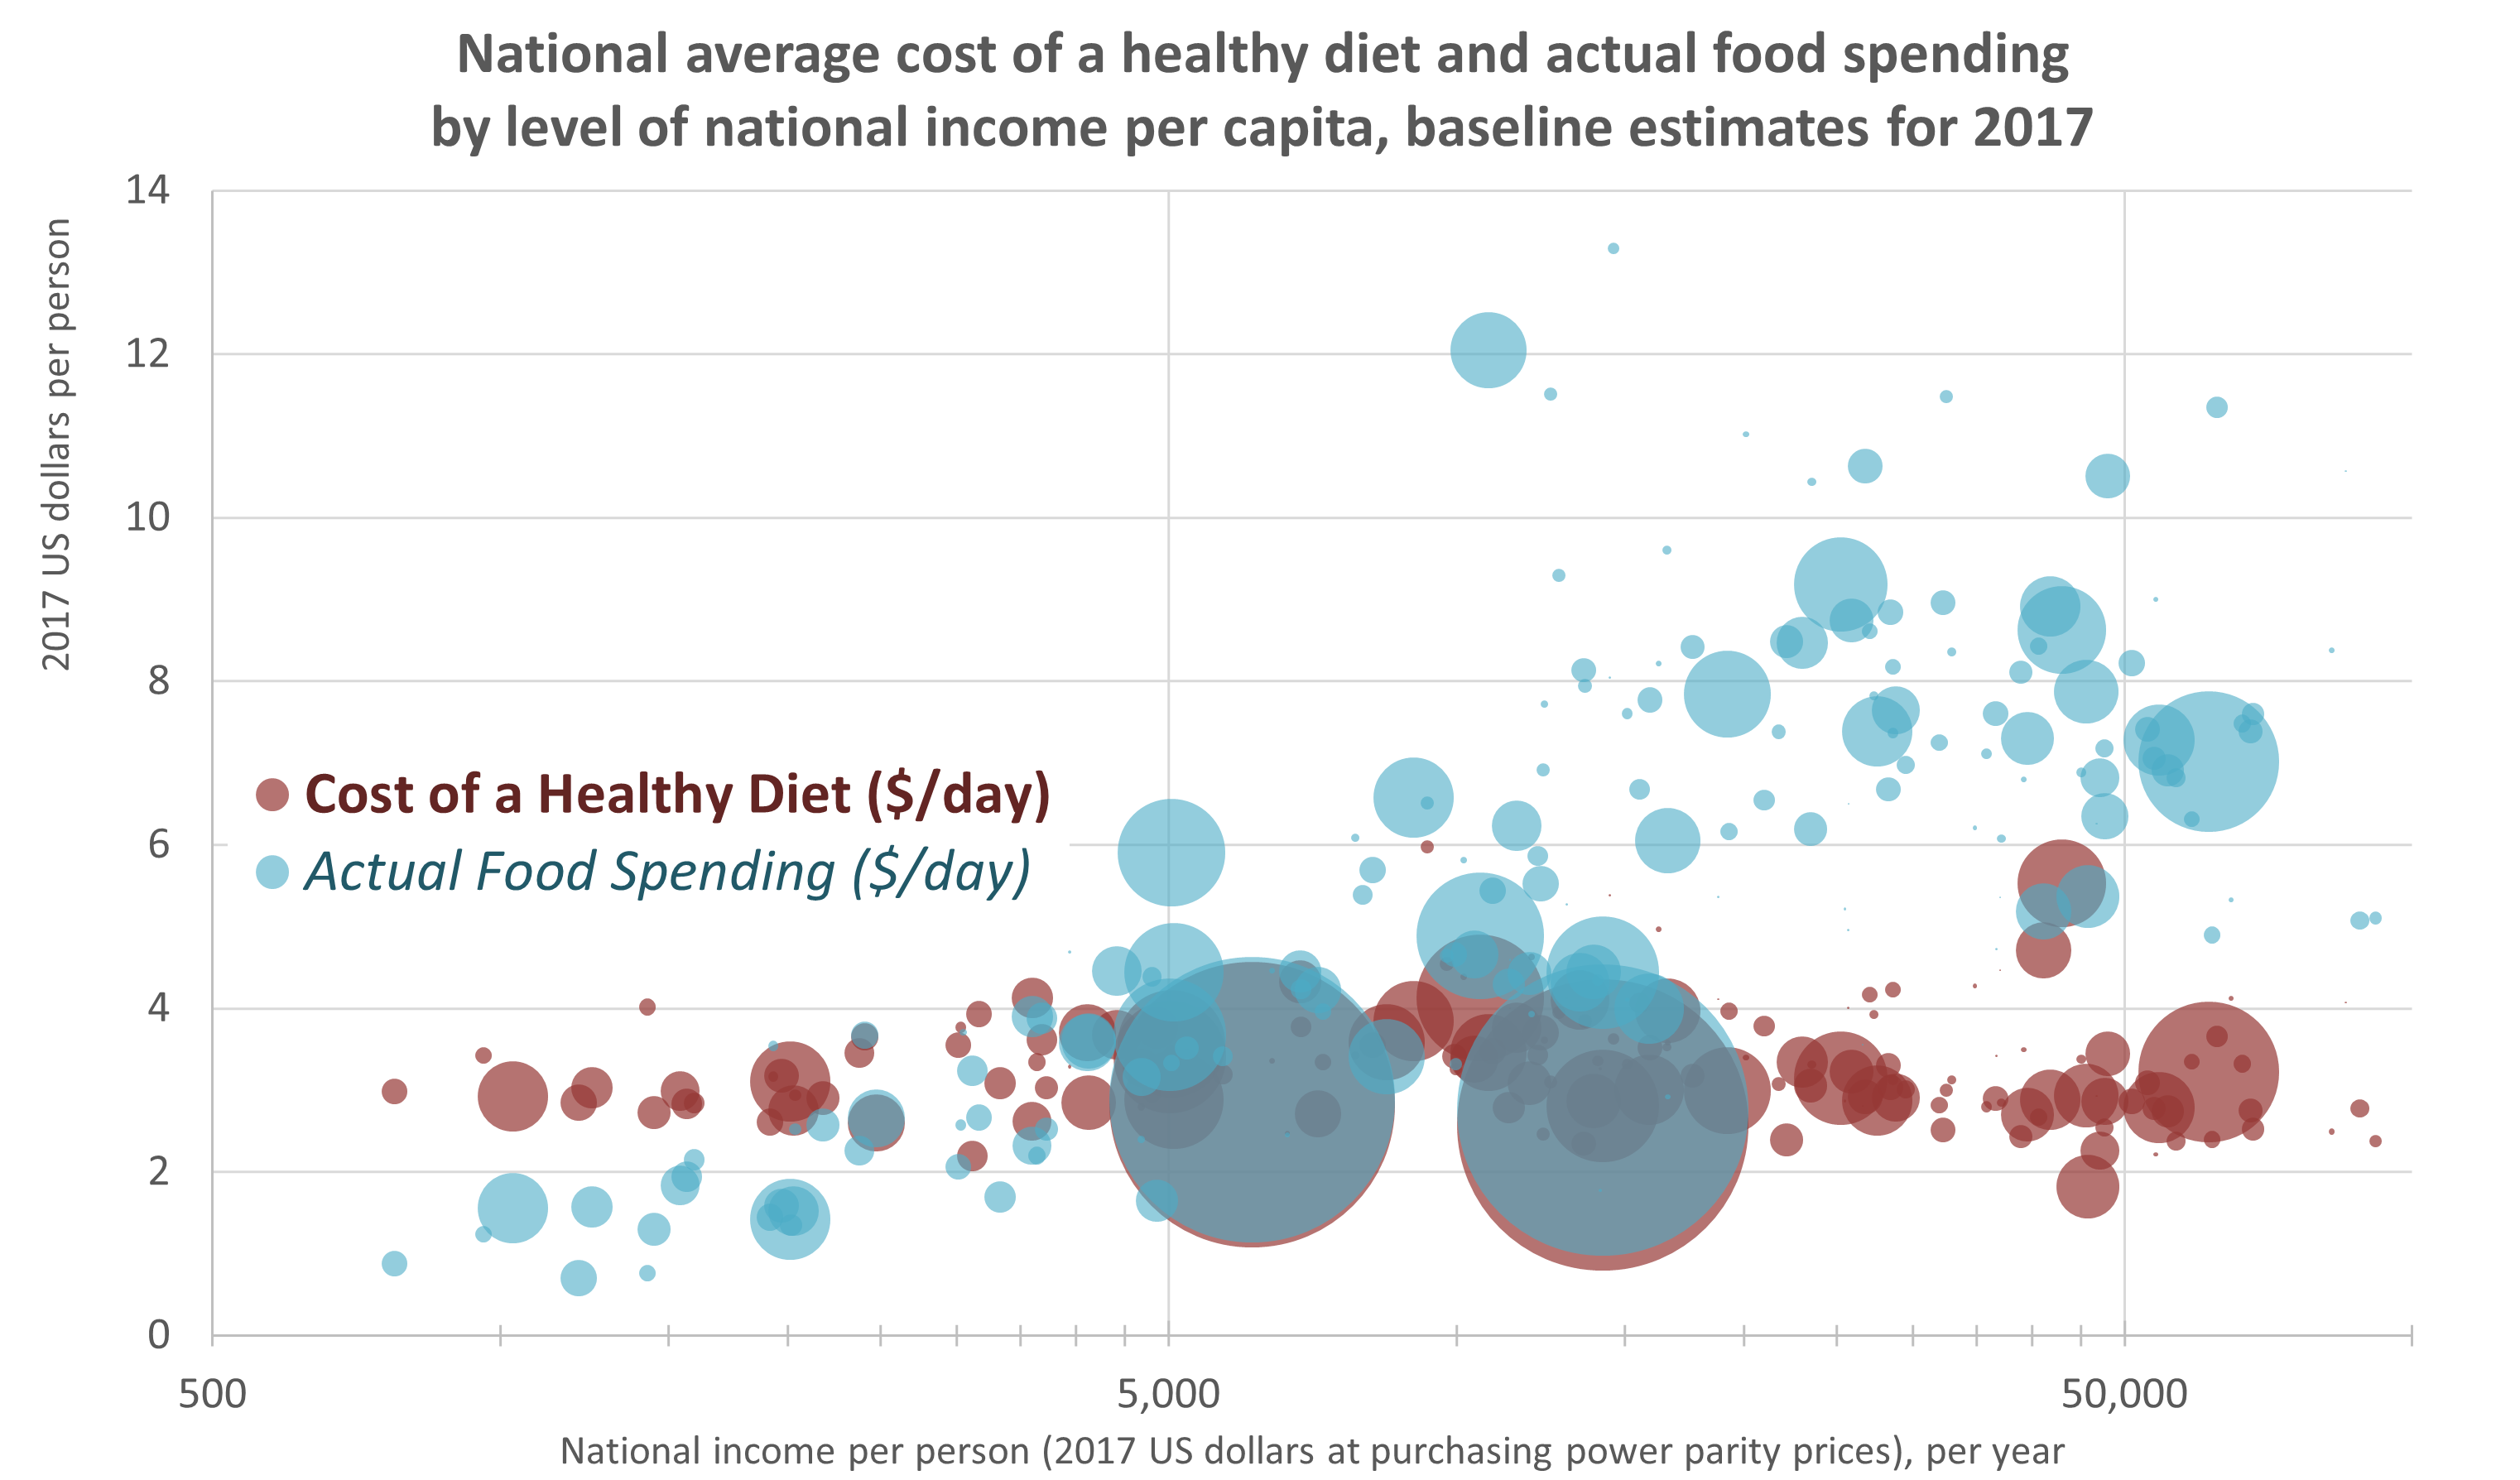 National average cost of a healthy diet and actual food spending
by level of national income per capita, baseline estimates for 2017
2017 US dollars per person
14
12
10
8
6
4
2
0
Cost of a Healthy Diet ($/day)
Actual Food Spending ($/day)
500
5,000
50,000
National income per person (2017 US dollars at purchasing power parity prices), per year